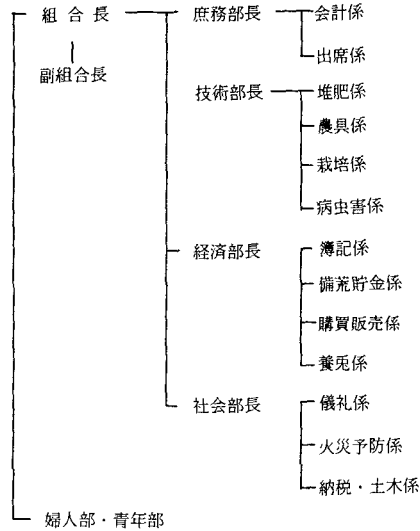 組合長
副組合長
庶務部長
会計係
出席係
技術部長
堆肥係
農具係
栽培係
病虫害係
経済部長
簿記係
備荒貯金係
購買販売係
養兎係
社会部長
儀礼係
火災予防係
納税・土木係
婦人部・青年部